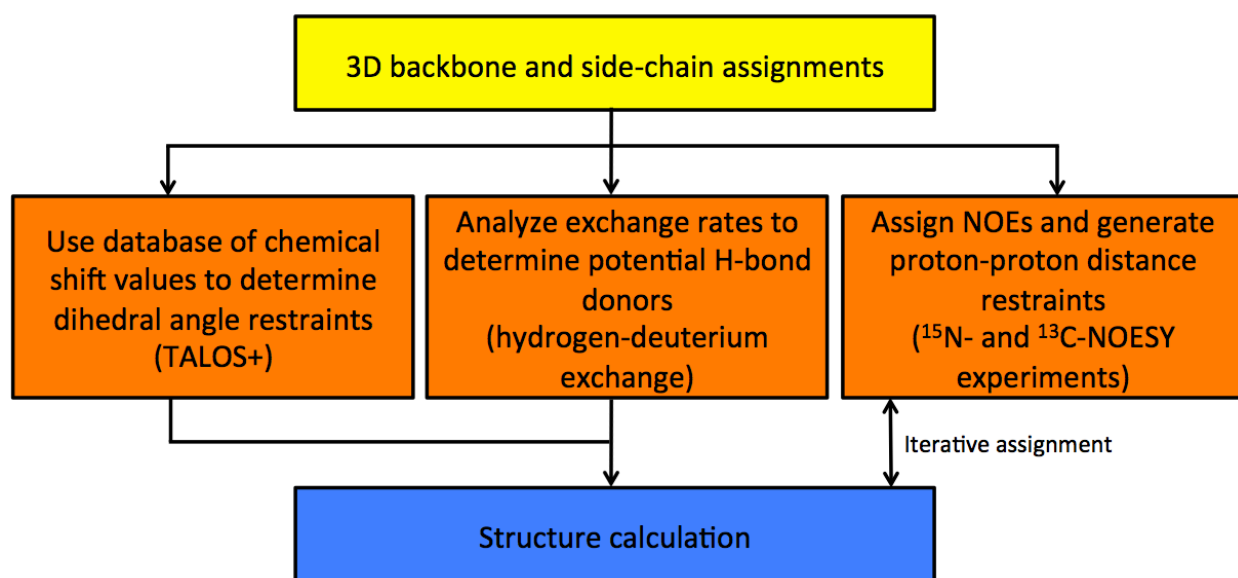 3D backbone and side-chain assignments
Use database of chemical
shift values to determine
dihedral angle restraints
(TALOS+)
Analyze exchange rates to
determine potential H-bond
donors
(hydrogen-deuterium
exchange)
Assign NOEs and generate
proton-proton distance
restraints
(¹⁵N- and ¹³C-NOESY
experiments)
Iterative assignment
Structure calculation